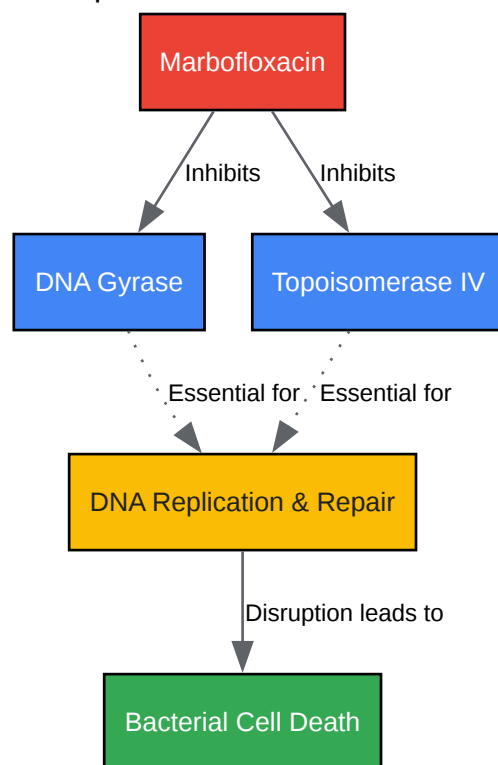 Marbofloxacin
Inhibits Inhibits
DNA Gyrase Topoisomerase IV
Essential for Essential for
DNA Replication & Repair
Disruption leads to
Bacterial Cell Death